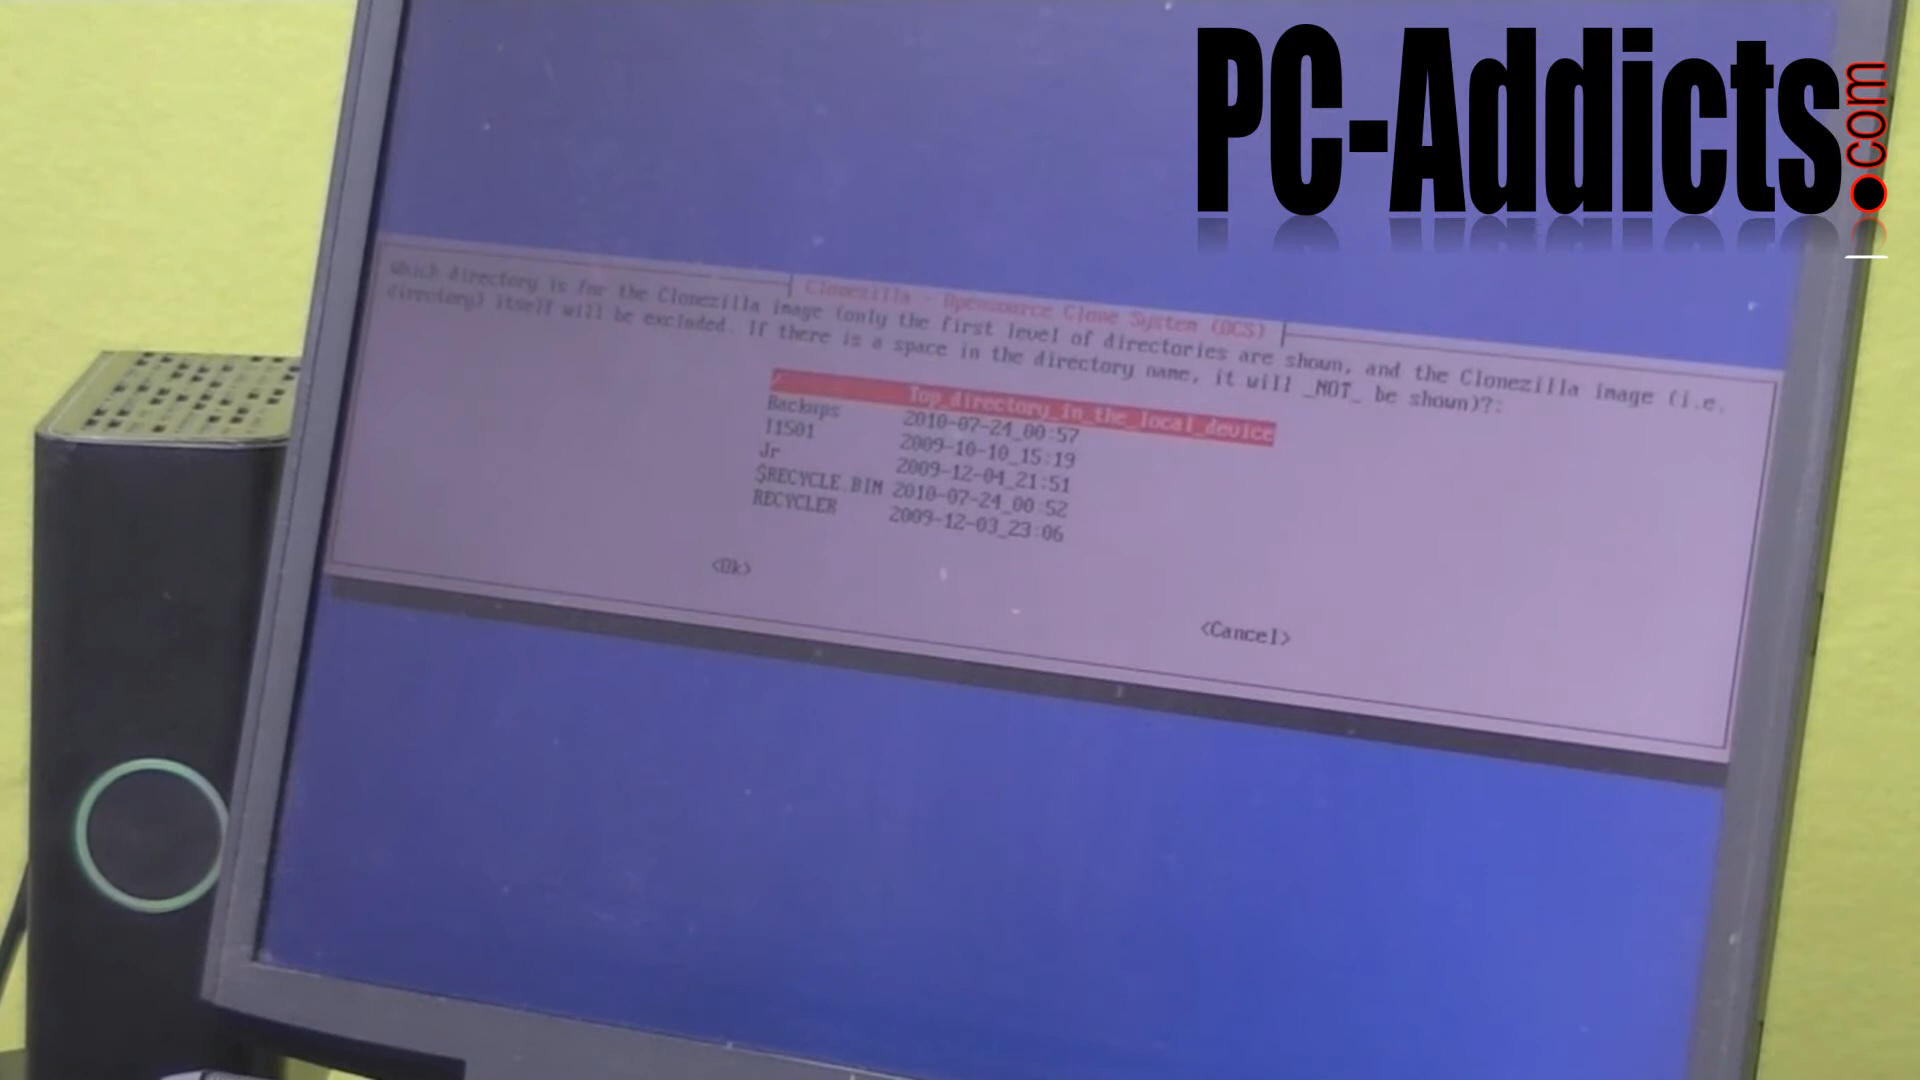 PC-Addicts.com
Clonezilla - Opensource Clone System (OCS)
Which directory is for the Clonezilla image (only the first level of directories are shown, and the Clonezilla image (i.e.
directory) itself will be excluded. If there is a space in the directory name, it will _NOT_ be shown)?:
/ Top_directory_in_the_local_device
Backups 2010-07-24_00:57
I1501 2009-10-10_15:19
Jr 2009-12-04_21:51
$RECYCLE.BIN 2010-07-24_00:52
RECYCLER 2009-12-03_23:06
<Ok> <Cancel>